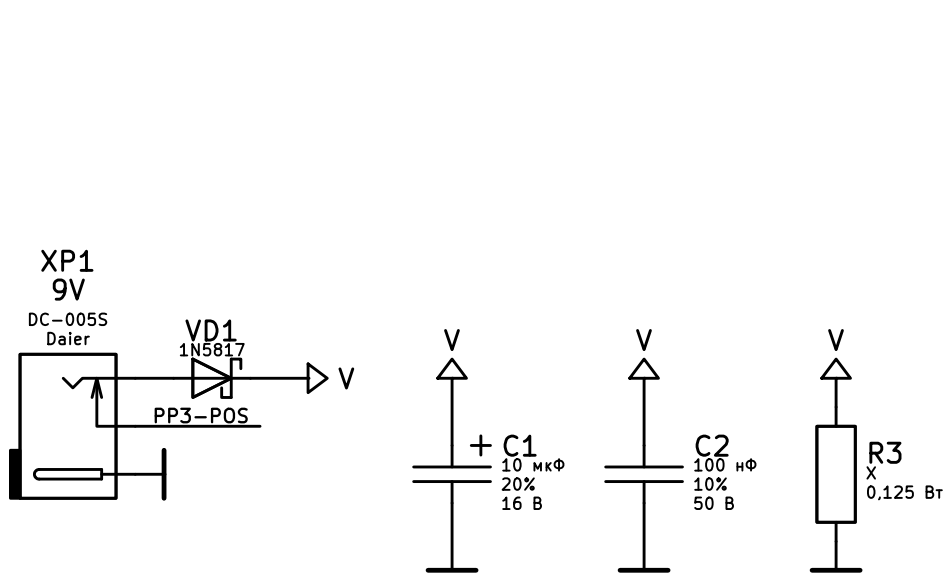 XP1
9V
DC-005S
Daier
VD1
1N5817
V
PP3-POS
V
+ C1
10 мкФ
20%
16 В
V
C2
100 нФ
10%
50 В
V
R3
X
0,125 Вт